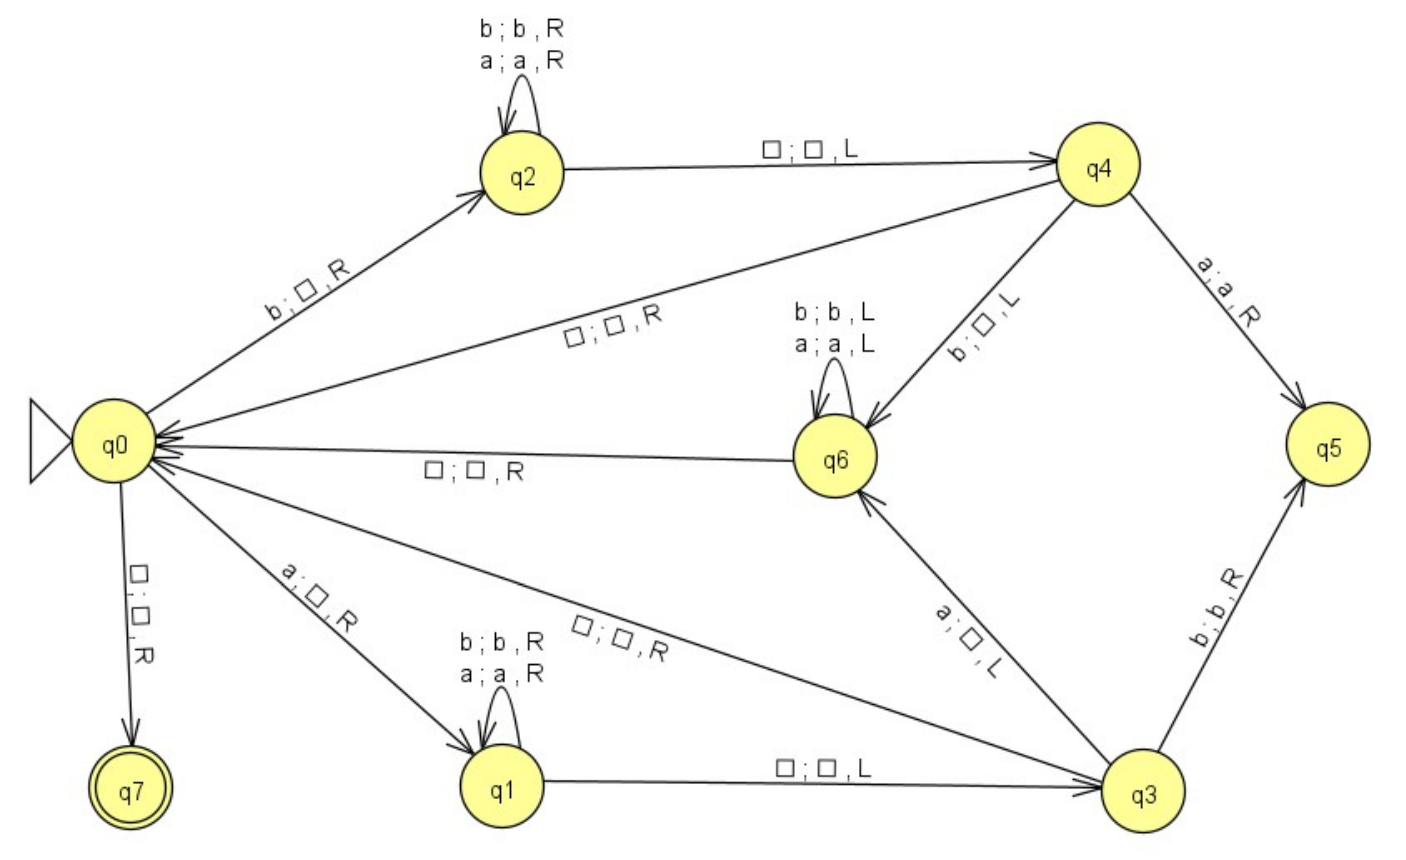 b ; b , R
a ; a , R
q2
□ ; □ , L
q4
b ; □ , R
a ; a , R
□ ; □ , R
b ; □ , L
b ; b , L
a ; a , L
q0
q6
q5
□ ; □ , R
□ ; □ , R
a ; □ , R
□ ; □ , R
a ; □ , L
b ; b , R
b ; b , R
a ; a , R
□ ; □ , L
q7
q1
q3